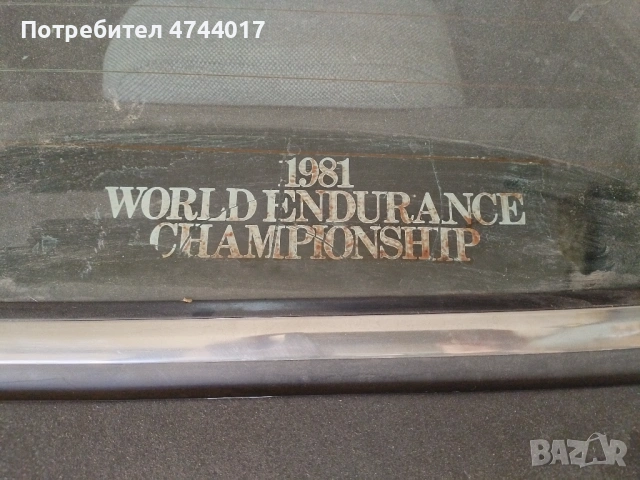 Потребител 4744017
1981
WORLD ENDURANCE
CHAMPIONSHIP
BAZAR